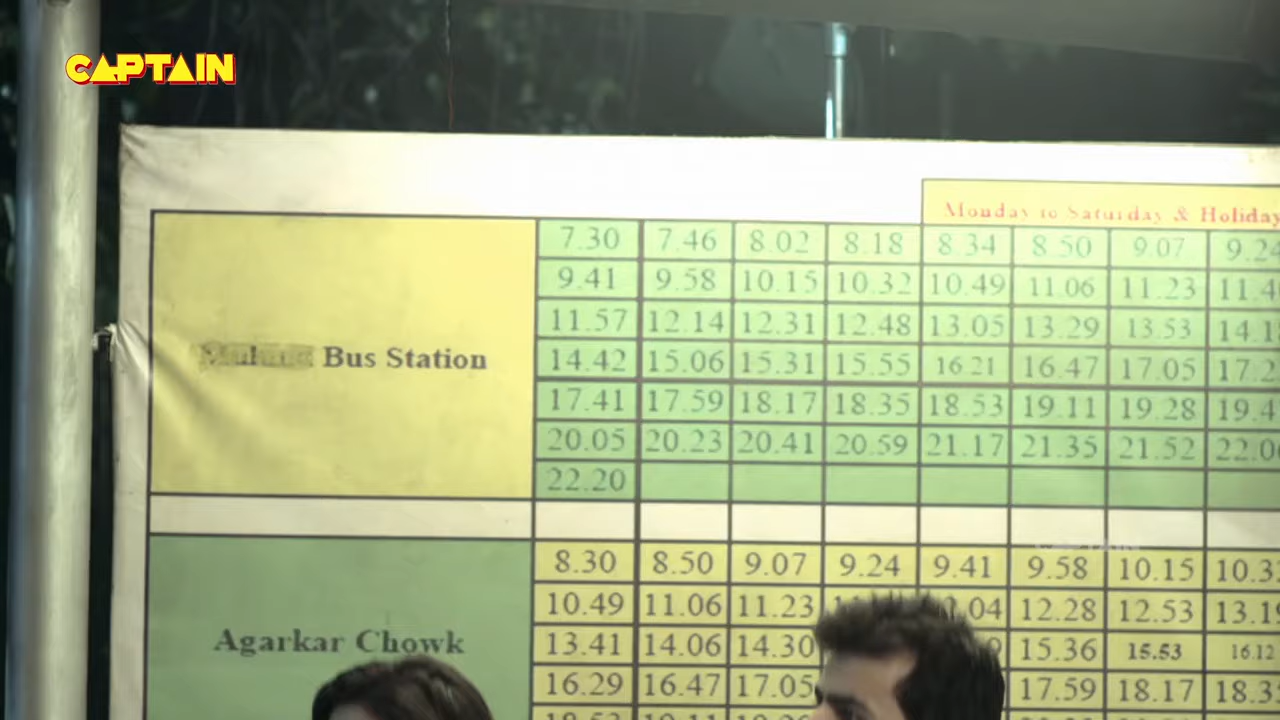 CAPTAIN
Monday to Saturday & Holiday
7.30 7.46 8.02 8.18 8.34 8.50 9.07 9.24
9.41 9.58 10.15 10.32 10.49 11.06 11.23
11.57 12.14 12.31 12.48 13.05 13.29 13.53
Bus Station 14.42 15.06 15.31 15.55 16.21 16.47 17.05
17.41 17.59 18.17 18.35 18.53 19.11 19.28
20.05 20.23 20.41 20.59 21.17 21.35 21.52
22.20
8.30 8.50 9.07 9.24 9.41 9.58 10.15
10.49 11.06 11.23 12.28 12.53
Agarkar Chowk 13.41 14.06 14.30 15.36 15.53 16.12
16.29 16.47 17.05 17.59 18.17